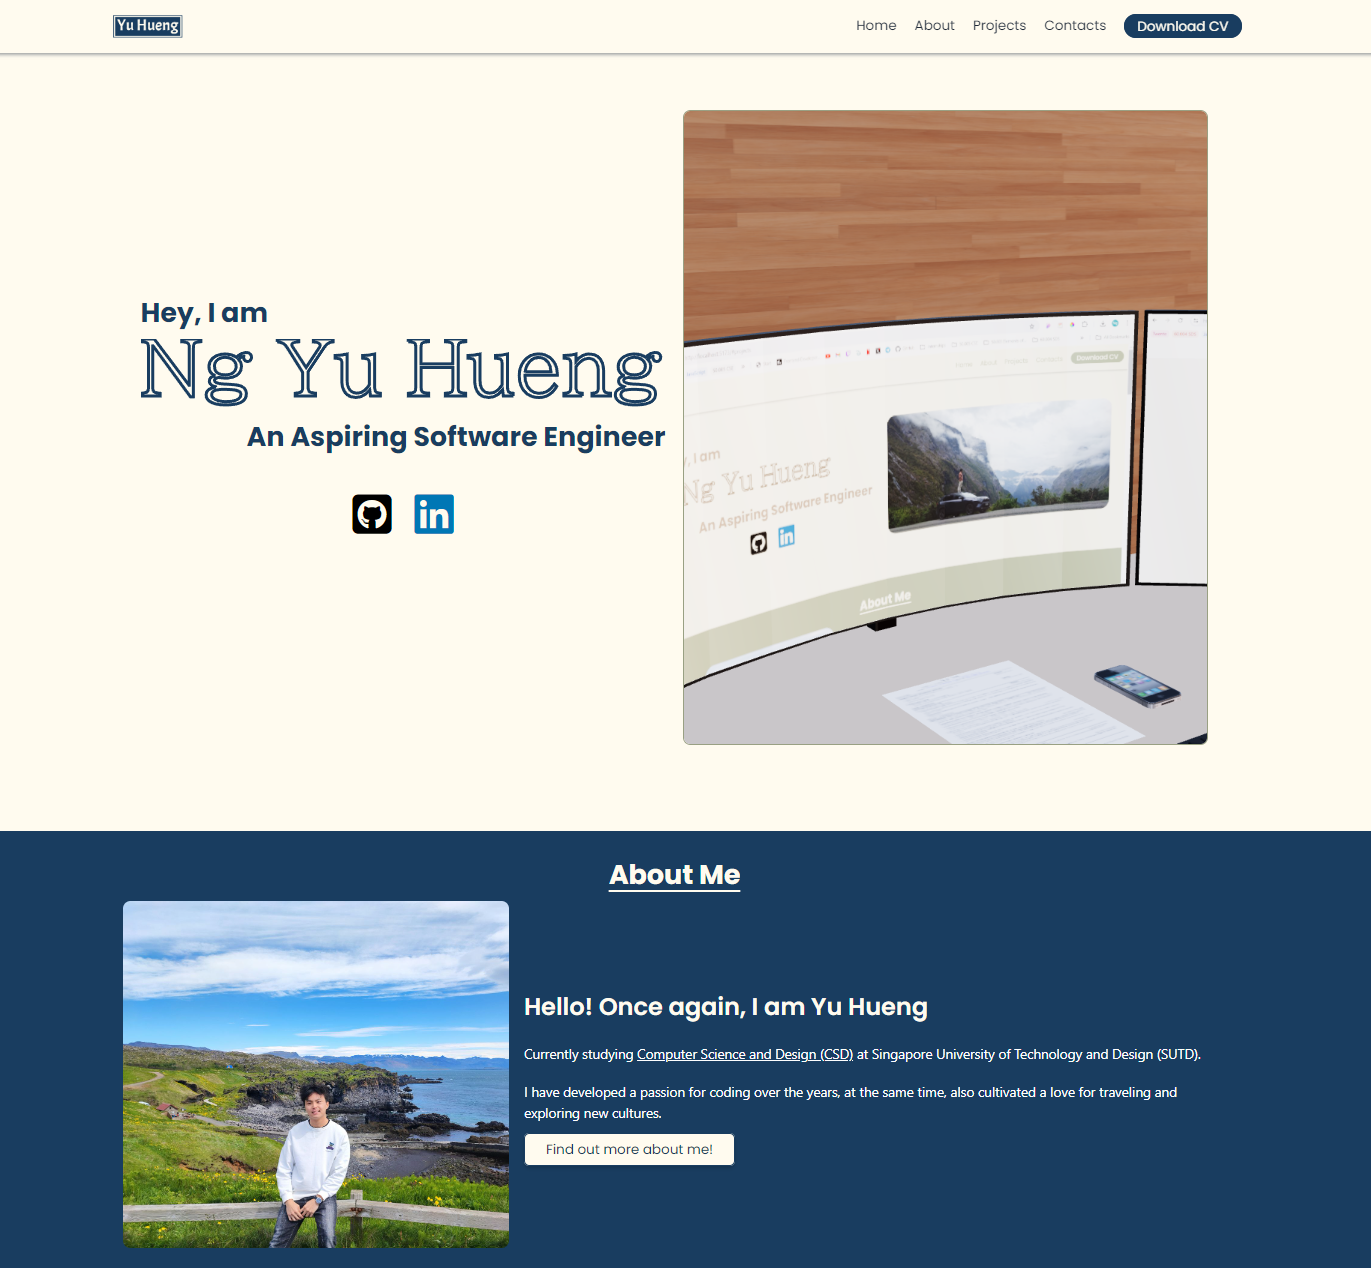 Yu Hueng
Home About Projects Contacts Download CV
Hey, I am
Ng Yu Hueng
An Aspiring Software Engineer
in
Download CV
, I am
Ng Yu Hueng
An Aspiring Software Engineer
in
About Me
About Me
Hello! Once again, I am Yu Hueng
Currently studying Computer Science and Design (CSD) at Singapore University of Technology and Design (SUTD).
I have developed a passion for coding over the years, at the same time, also cultivated a love for traveling and
exploring new cultures.
Find out more about me!